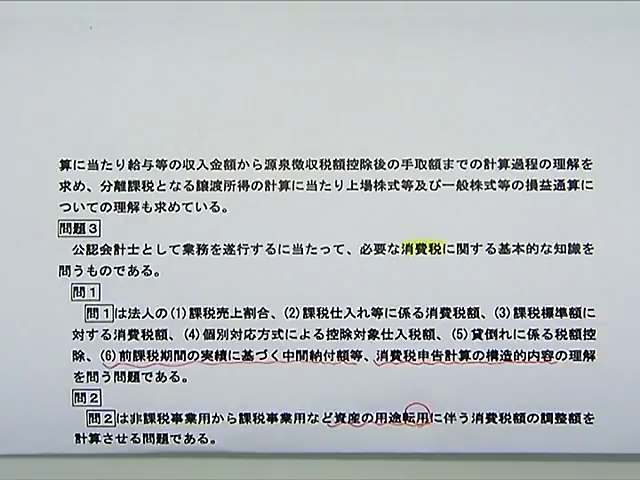 算に当たり給与等の収入金額から源泉徴収税額控除後の手取額までの計算過程の理解を
求め、分離課税となる譲渡所得の計算に当たり上場株式等及び一般株式等の損益通算に
ついての理解も求めている。
問題３
公認会計士として業務を遂行するに当たって、必要な消費税に関する基本的な知識を
問うものである。
問１
問１は法人の(1)課税売上割合、(2)課税仕入れ等に係る消費税額、(3)課税標準額に
対する消費税額、(4)個別対応方式による控除対象仕入税額、(5)貸倒れに係る税額控
除、(6)前課税期間の実績に基づく中間納付額等、消費税申告計算の構造的内容の理解
を問う問題である。
問２
問２は非課税事業用から課税事業用など資産の用途転用に伴う消費税額の調整額を
計算させる問題である。